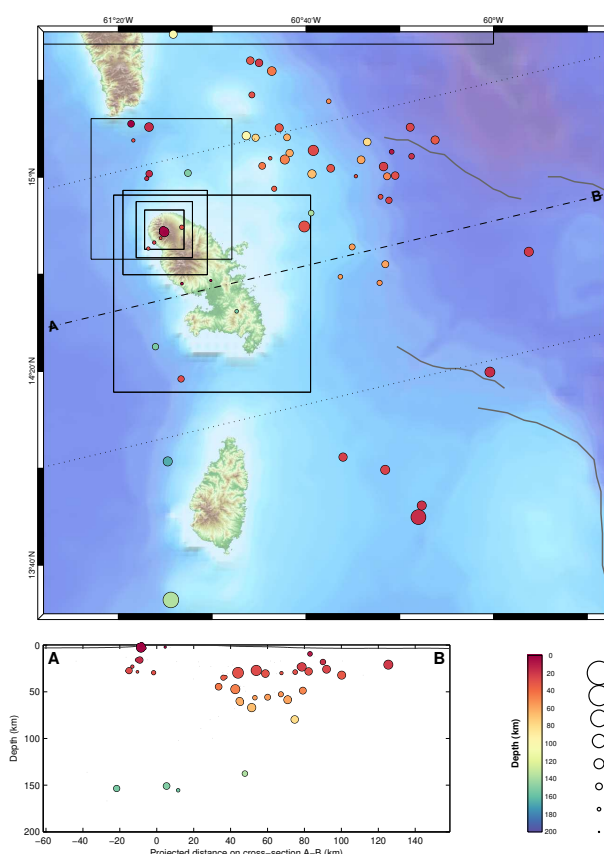 61°20'W 60°40'W 60°W
15°N
14°20'N
13°40'N
A
B
A B
0
50
100
150
200
Depth (km)
−60 −40 −20 0 20 40 60 80 100 120 140
Projected distance on cross−section A−B (km)
Depth (km)
0
20
40
60
80
100
120
140
160
180
200